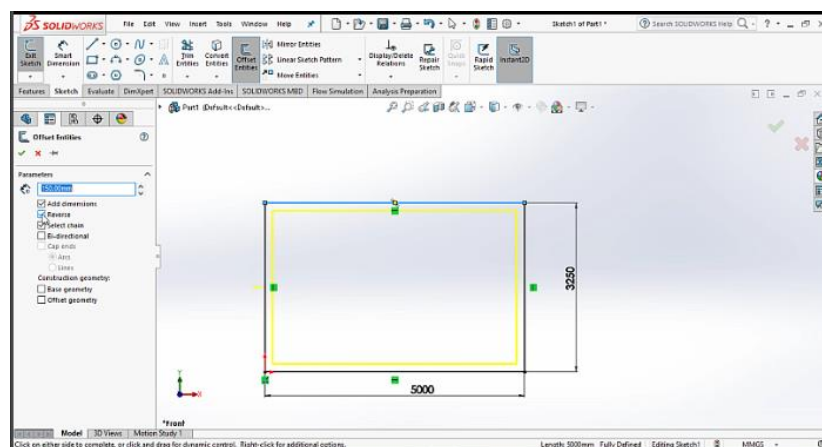 SOLIDWORKS File Edit View Insert Tools Window Help Sketch1 of Part1 * Search SOLIDWORKS Help
Exit Sketch Smart Dimension Trim Entities Convert Entities Offset Entities Mirror Entities Linear Sketch Pattern Move Entities Display/Delete Relations Repair Sketch Quick Snaps Rapid Sketch Instant2D
Features Sketch Evaluate DimXpert SOLIDWORKS Add-Ins SOLIDWORKS MBD Flow Simulation Analysis Preparation
Part1 (Default<<Default>...
Offset Entities
Parameters
150.00mm
Add dimensions
Reverse
Select chain
Bi-directional
Cap ends
Arcs
Lines
Construction geometry:
Base geometry
Offset geometry
3250
5000
Y
X
*Front
Model 3D Views Motion Study 1
Click on either side to complete, or click and drag for dynamic control. Right-click for additional options. Length: 5000mm Fully Defined Editing Sketch1 MMGS